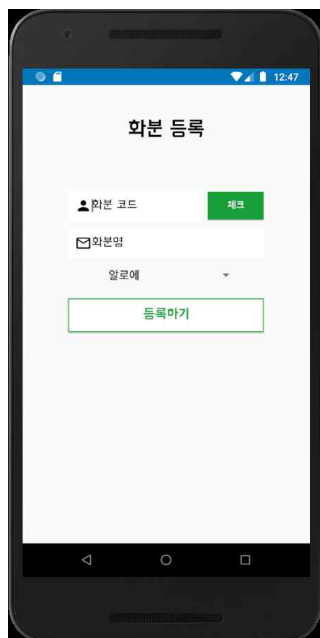 12:47
화분 등록
화분 코드 체크
화분명
알로에
등록하기